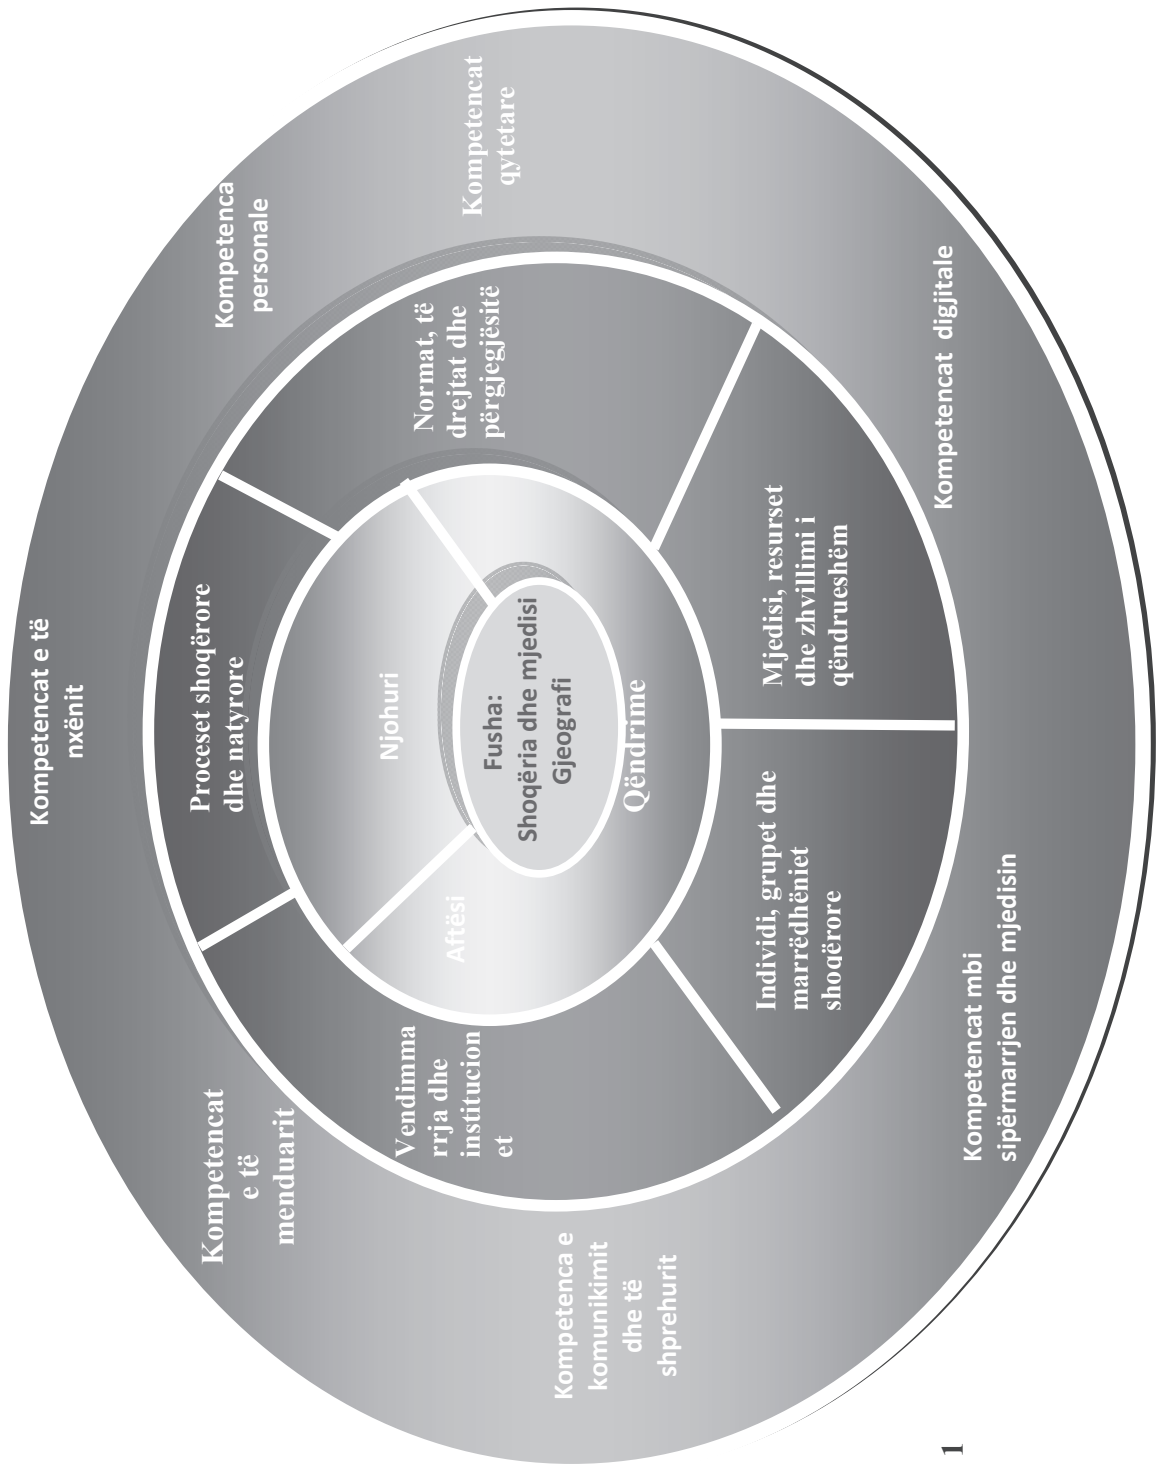 Kompetencat e të
nxënit
Kompetenca
personale
Kompetencat
qytetare
Kompetencat digjitale
Kompetencat mbi
sipërmarrjen dhe mjedisin
Kompetenca e
komunikimit
dhe të
shprehurit
Kompetencat
e të
menduarit
Proceset shoqërore
dhe natyrore
Normat, të
drejtat dhe
përgjegjësitë
Mjedisi, resurset
dhe zhvillimi i
qëndrueshëm
Individi, grupet dhe
marrëdhëniet
shoqërore
Vendimma
rrja dhe
institucion
et
Njohuri
Aftësi
Qëndrime
Fusha:
Shoqëria dhe mjedisi
Gjeografi
1